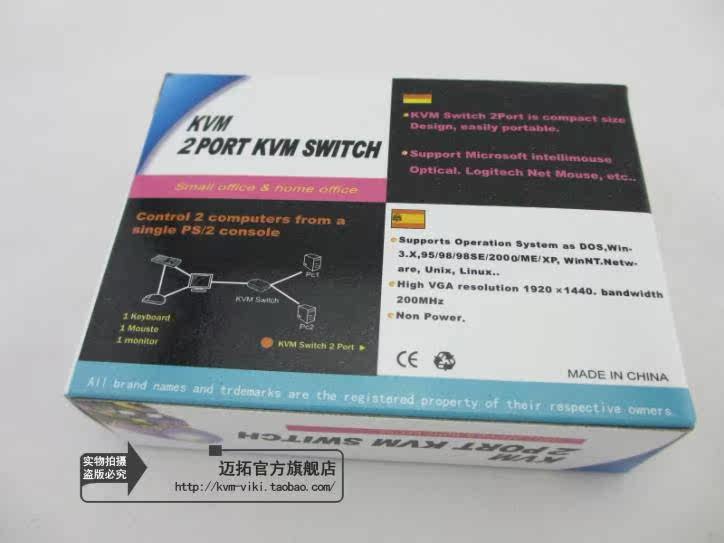 KVM
2 PORT KVM SWITCH
Small office & home office
Control 2 computers from a
single PS/2 console
Pc1
KVM Switch
Pc2
1 Keyboard
1 Mouste
1 monitor
KVM Switch 2 Port
KVM Switch 2Port is compact size
Design, easily portable.
Support Microsoft intellimouse
Optical. Logitech Net Mouse, etc..
Supports Operation System as DOS,Win-
3.X,95/98/98SE/2000/ME/XP, WinNT.Netw-
are, Unix, Linux..
High VGA resolution 1920 ×1440. bandwidth
200MHz
Non Power.
CE
MADE IN CHINA
All brand names and trdemarks are the registered property of their respective owners
KVM
2 PORT KVM SWITCH
实物拍摄
盗版必究
迈拓官方旗舰店
http://kvm-viki.taobao.com/